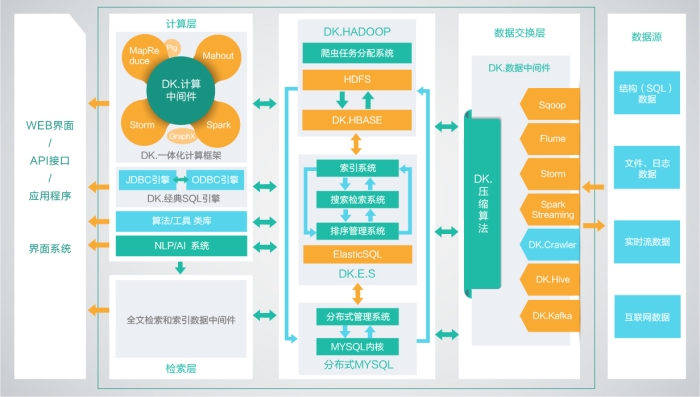 WEB界面
/
API接口
/
应用程序
界面系统
计算层
MapRe
duce
Pig
Mahout
DK.计算
中间件
Storm
GraphX
Spark
DK.一体化计算框架
JDBC引擎
ODBC引擎
DK.经典SQL引擎
算法/工具 类库
NLP/AI 系统
全文检索和索引数据中间件
检索层
DK.HADOOP
爬虫任务分配系统
HDFS
DK.HBASE
索引系统
搜索检索系统
排序管理系统
ElasticSQL
DK.E.S
分布式管理系统
MYSQL内核
分布式MYSQL
数据交换层
DK.数据中间件
DK.
压
缩
算
法
Sqoop
Flume
Storm
Spark
Streaming
DK.Crawler
DK.Hive
DK.Kafka
数据源
结构（SQL）
数据
文件、日志
数据
实时流数据
互联网数据